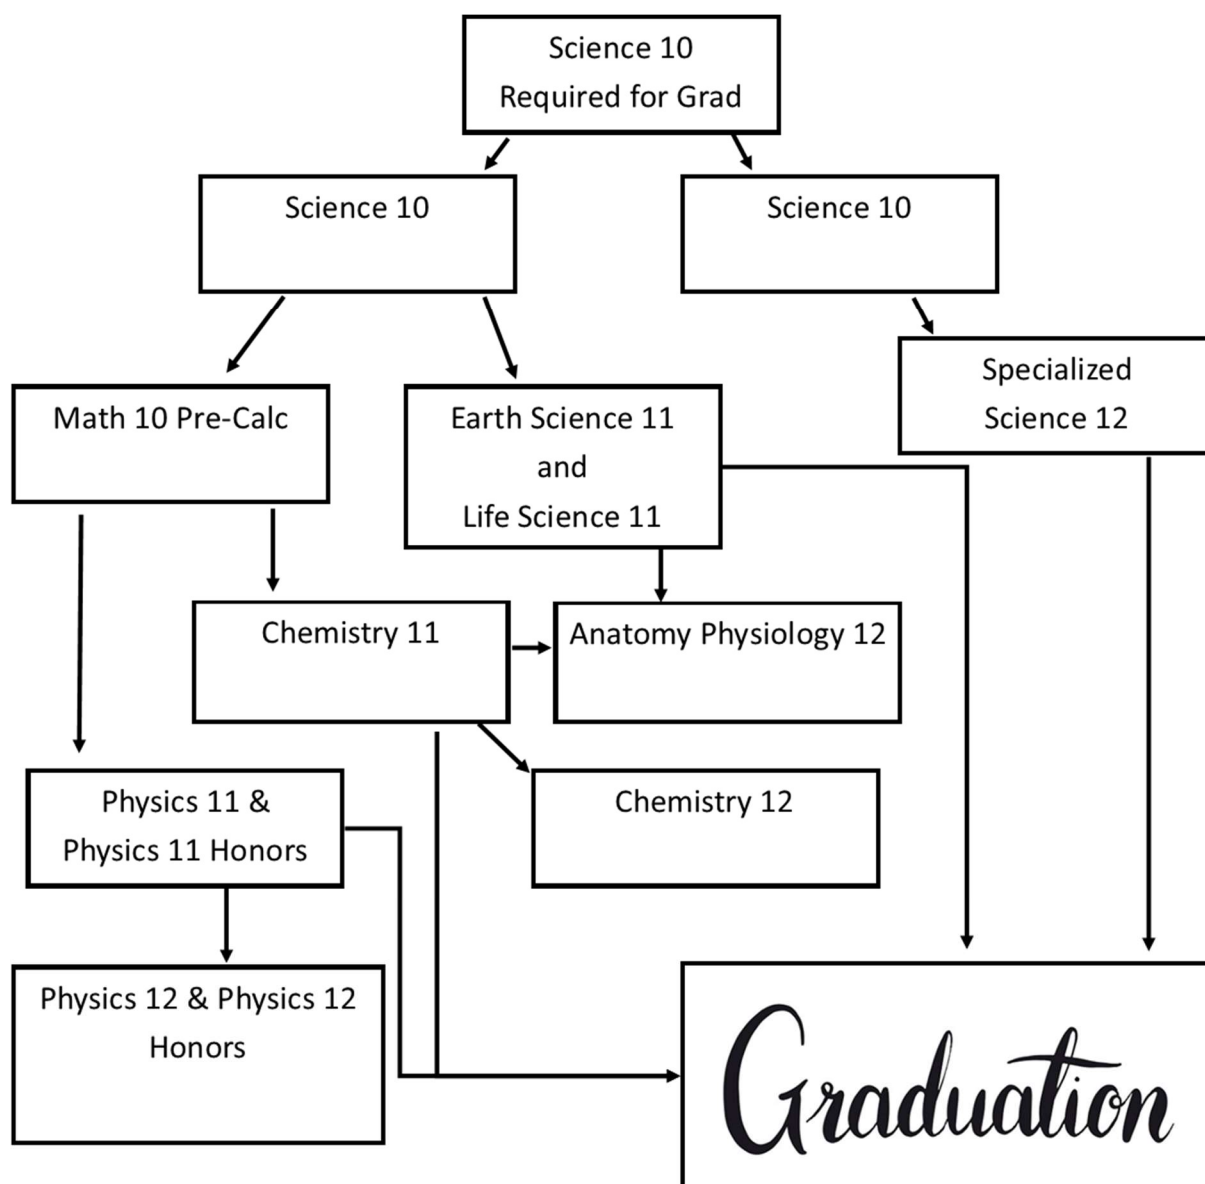 Science 10
Required for Grad
Science 10
Science 10
Specialized
Science 12
Math 10 Pre-Calc
Earth Science 11
and
Life Science 11
Chemistry 11
Anatomy Physiology 12
Physics 11 &
Physics 11 Honors
Chemistry 12
Physics 12 & Physics 12
Honors
Graduation